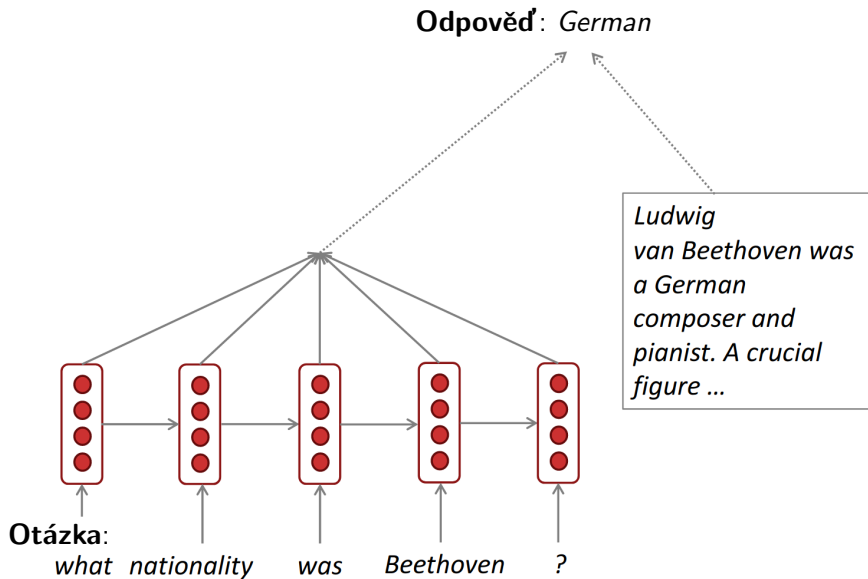 Odpověď: German
Ludwig
van Beethoven was
a German
composer and
pianist. A crucial
figure ...
Otázka:
what nationality was Beethoven ?